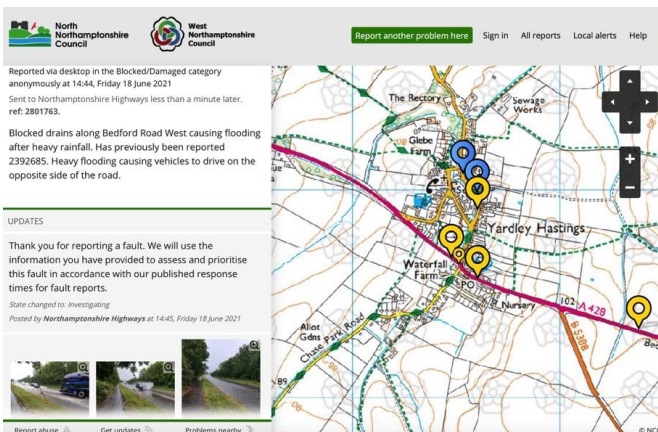 North
Northamptonshire
Council
West
Northamptonshire
Council
Report another problem here
Sign in
All reports
Local alerts
Help
Reported via desktop in the Blocked/Damaged category
anonymously at 14:44, Friday 18 June 2021
Sent to Northamptonshire Highways less than a minute later.
ref: 2801763.
Blocked drains along Bedford Road West causing flooding
after heavy rainfall. Has previously been reported
2392685. Heavy flooding causing vehicles to drive on the
opposite side of the road.
UPDATES
Thank you for reporting a fault. We will use the
information you have provided to assess and prioritise
this fault in accordance with our published response
times for fault reports.
State changed to: Investigating
Posted by Northamptonshire Highways at 14:45, Friday 18 June 2021
Report abuse
Get updates
Problems nearby
The Rectory
Sewage
Works
Glebe
Farm
Yardley Hastings
Waterfall
Farm
PO
Nursery
102
A 428
B 5388
Allot
Gdns
Chase Park Road
89